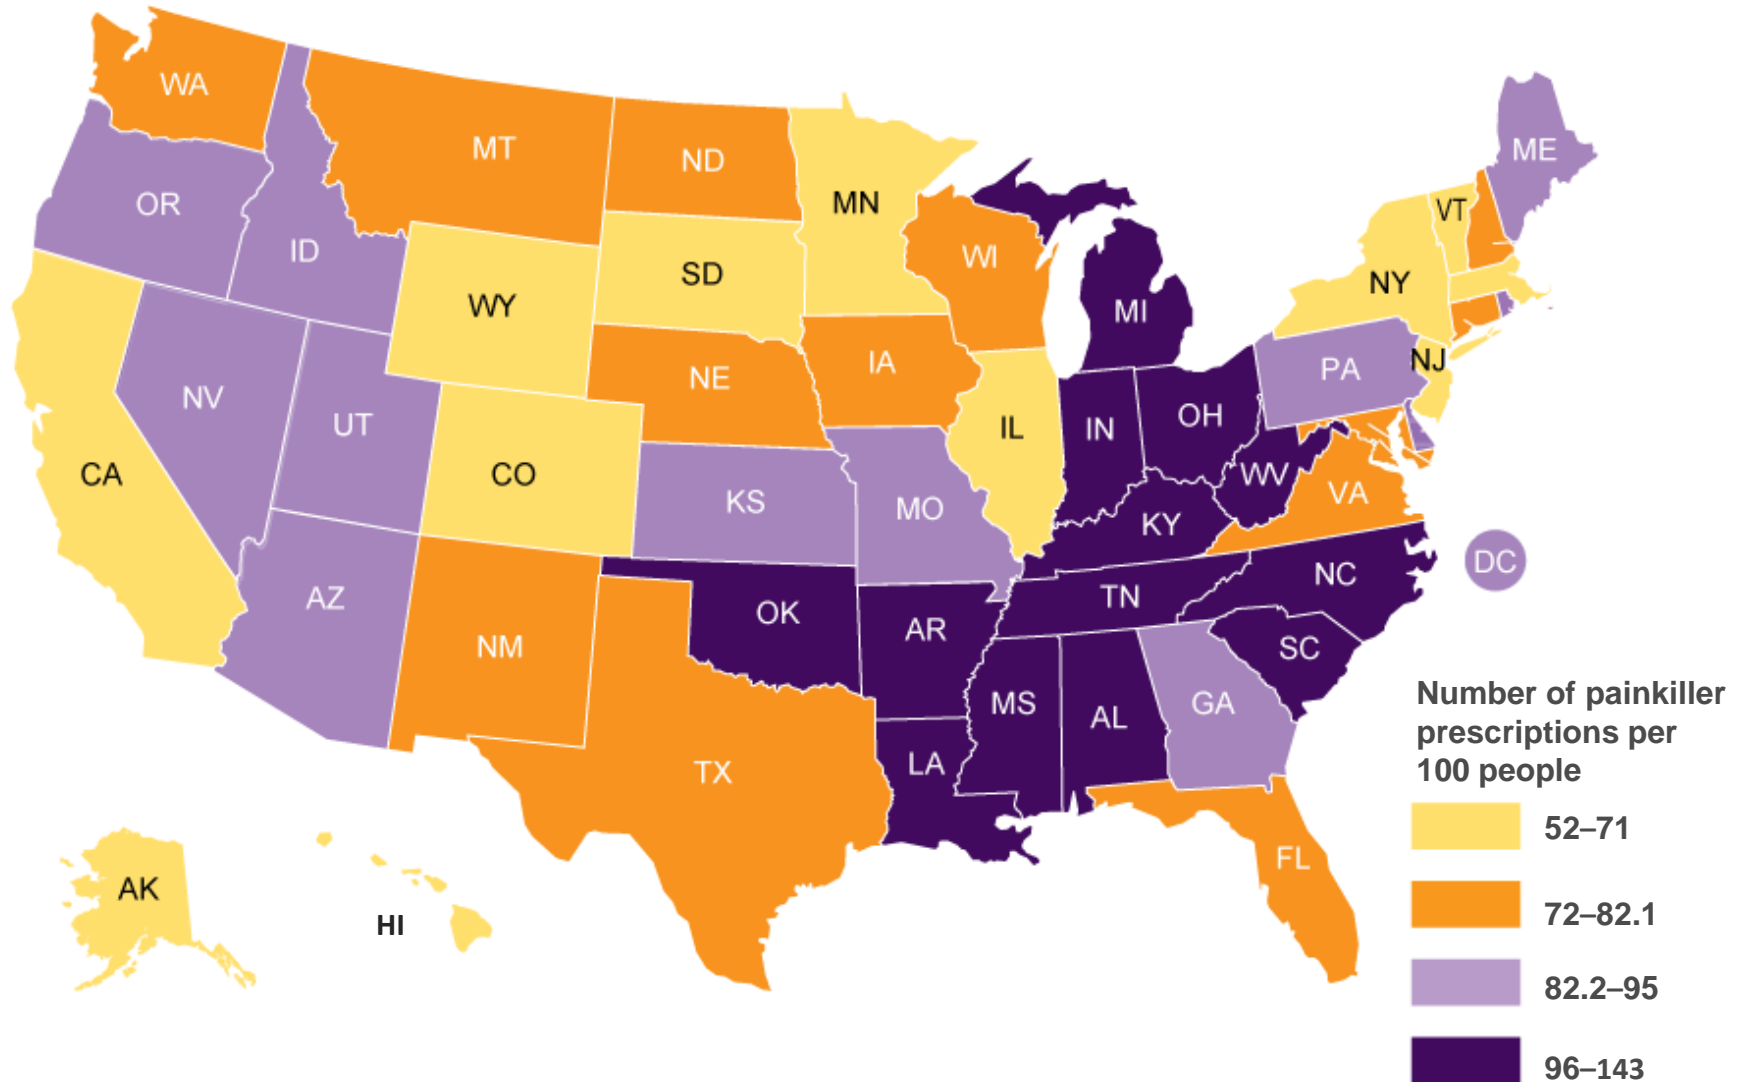 WA
MT
ND
MN
ME
OR
ID
WY
SD
WI
VT
NY
MI
NV
UT
CO
NE
IA
IL
IN
OH
PA
NJ
CA
KS
MO
KY
WV
VA
AZ
NM
OK
AR
TN
NC
DC
TX
LA
MS
AL
GA
SC
FL
AK
HI
Number of painkiller
prescriptions per
100 people
52–71
72–82.1
82.2–95
96–143